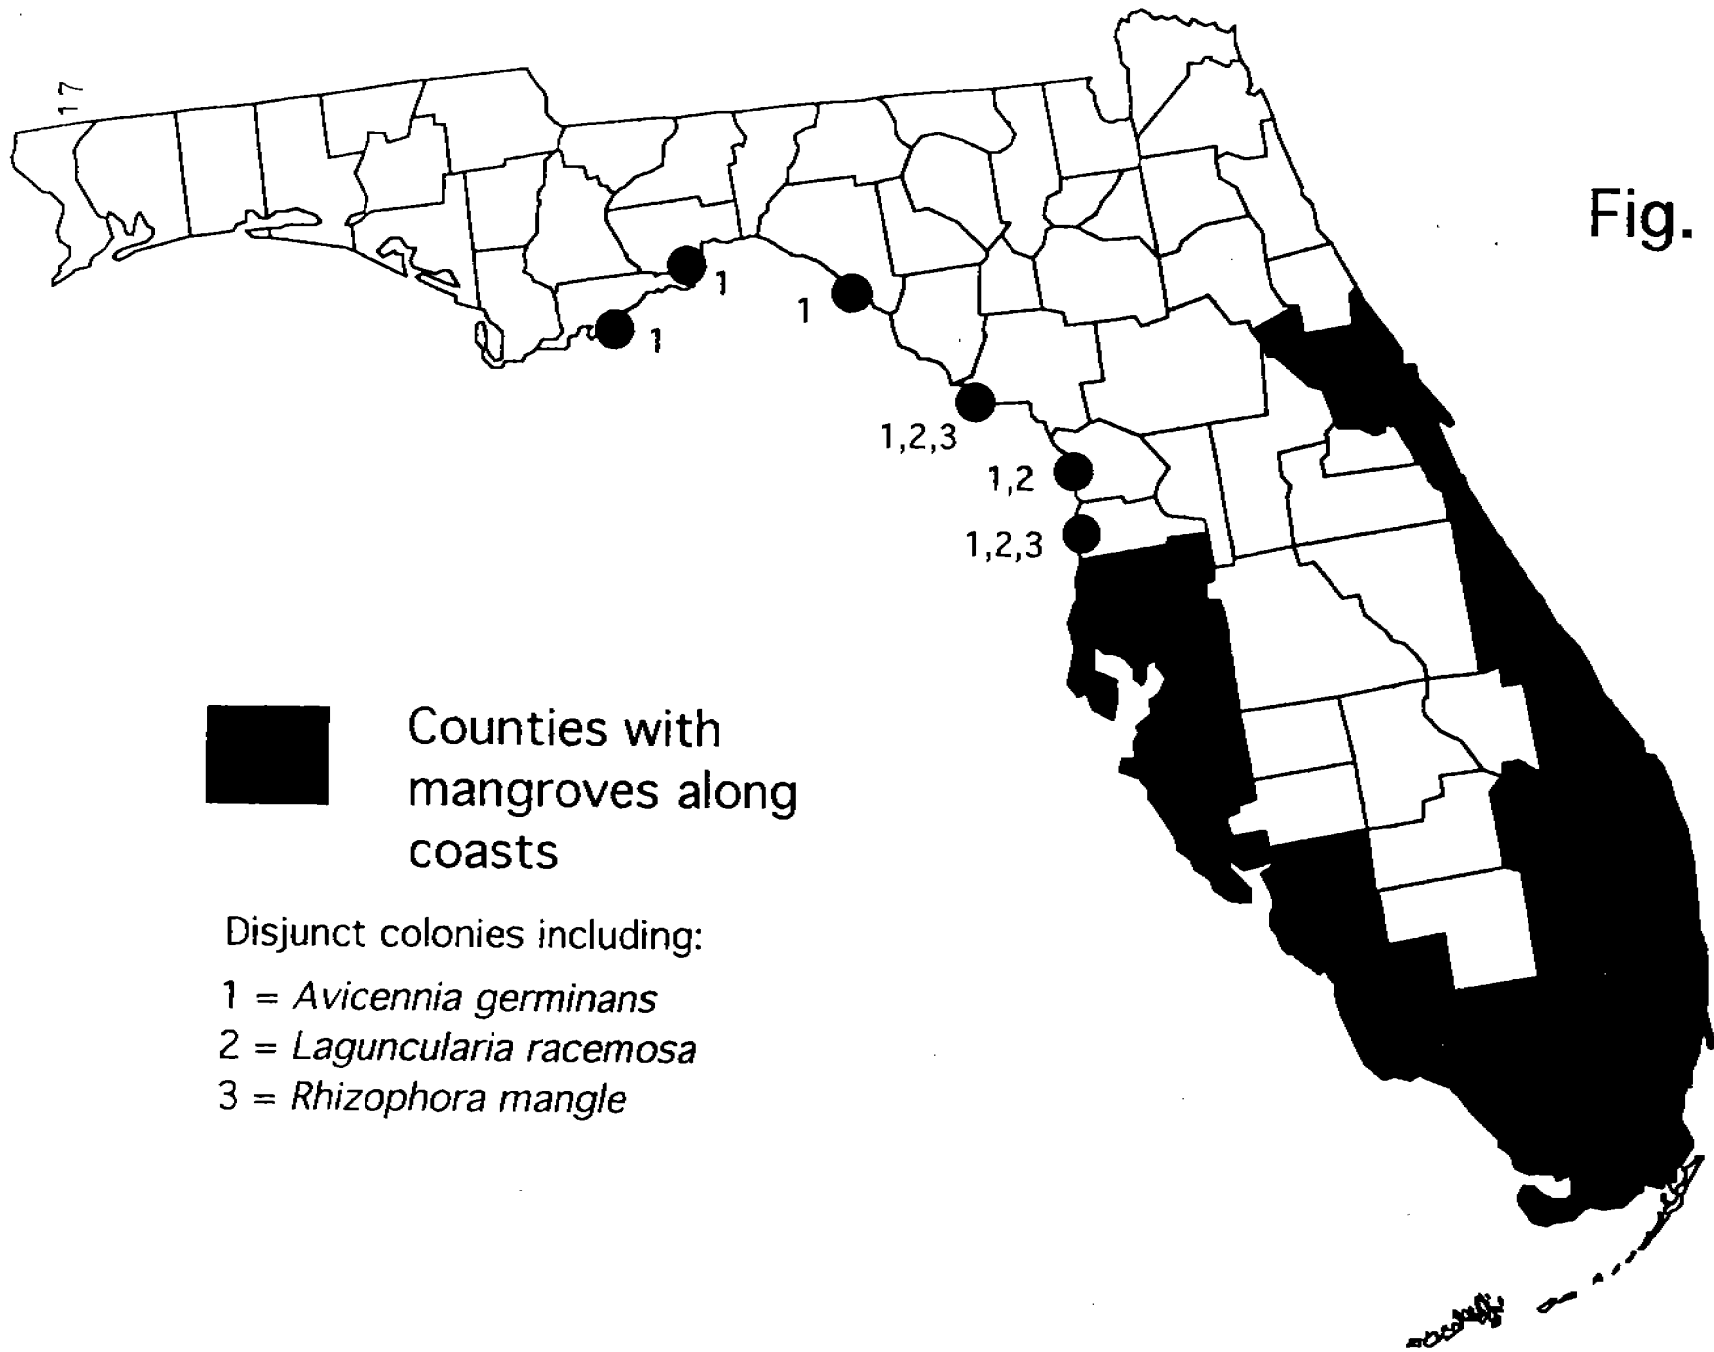 17
Fig.
1
1
1
1,2,3
1,2
1,2,3
Counties with
mangroves along
coasts
Disjunct colonies including:
1 = Avicennia germinans
2 = Laguncularia racemosa
3 = Rhizophora mangle